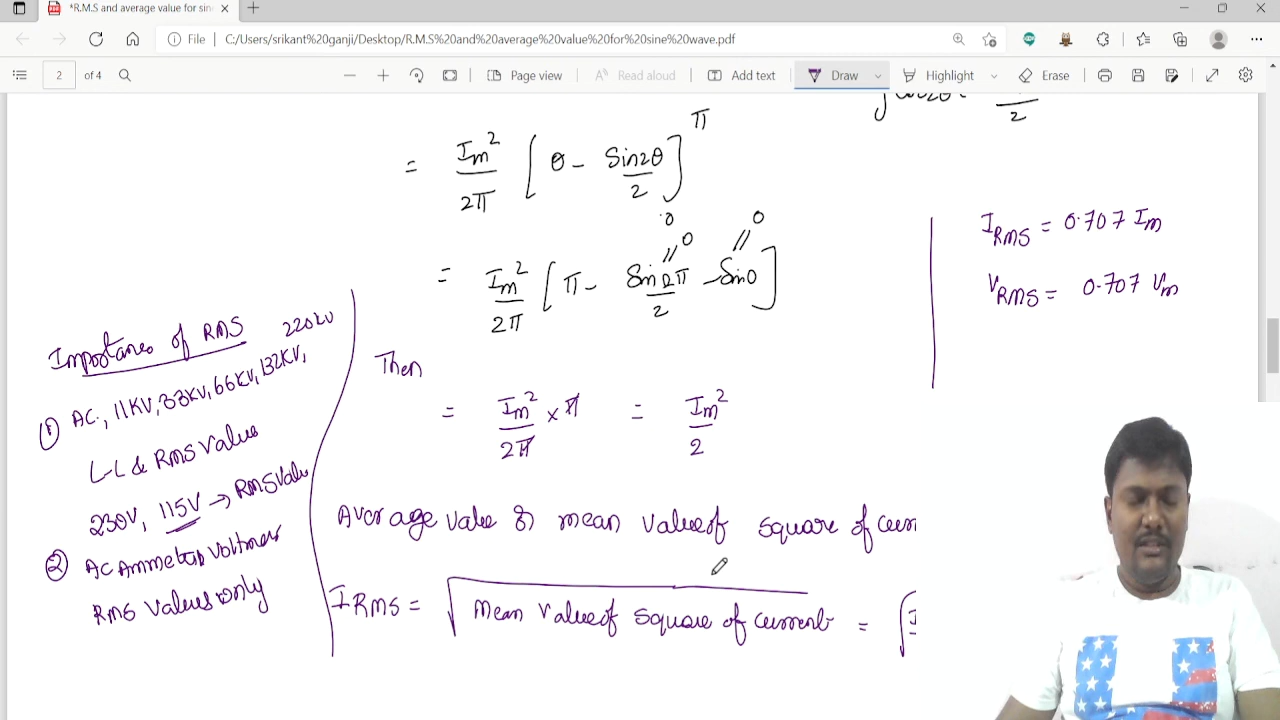 *R.M.S and average value for sin
File C:/Users/srikant%20ganji/Desktop/R.M.S%20and%20average%20value%20for%20sine%20wave.pdf
2 of 4 Page view Read aloud Add text Draw Highlight Erase
∫cos2θ =
2
= Im²/2π [θ - Sin2θ/2]π 0
= Im²/2π [π - Sin2π/2 - Sin0]
0 0
Then
= Im²/2π × π = Im²/2
Average value & mean value of square of curr
IRMS = √Mean value of square of current = √I
IRMS = 0.707 Im
VRMS = 0.707 Vm
Importance of RMS
220kV
① AC, 11KV, 33KV, 66KV, 132KV,
L-L & RMS Value
230V, 115V → RMS Value
② AC Ammeter Voltmeter
RMS Values only